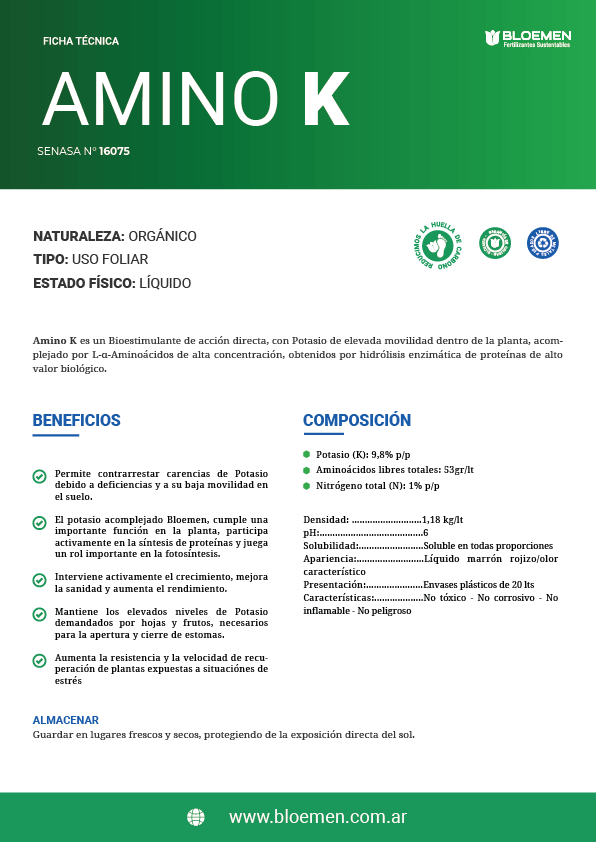 FICHA TÉCNICA
BLOEMEN
Fertilizantes Sustentables
AMINO K
SENASA N° 16075
NATURALEZA: ORGÁNICO
TIPO: USO FOLIAR
ESTADO FÍSICO: LÍQUIDO
REDUCIMOS LA HUELLA DE CARBONO
Amino K es un Bioestimulante de acción directa, con Potasio de elevada movilidad dentro de la planta, acom-
plejado por L-α-Aminoácidos de alta concentración, obtenidos por hidrólisis enzimática de proteínas de alto
valor biológico.
BENEFICIOS
Permite contrarrestar carencias de Potasio
debido a deficiencias y a su baja movilidad en
el suelo.
El potasio acomplejado Bloemen, cumple una
importante función en la planta, participa
activamente en la síntesis de proteínas y juega
un rol importante en la fotosíntesis.
Interviene activamente el crecimiento, mejora
la sanidad y aumenta el rendimiento.
Mantiene los elevados niveles de Potasio
demandados por hojas y frutos, necesarios
para la apertura y cierre de estomas.
Aumenta la resistencia y la velocidad de recu-
peración de plantas expuestas a situaciónes de
estrés
COMPOSICIÓN
Potasio (K): 9,8% p/p
Aminoácidos libres totales: 53gr/lt
Nitrógeno total (N): 1% p/p
Densidad: ...........................1,18 kg/lt
pH:........................................6
Solubilidad:.........................Soluble en todas proporciones
Apariencia:..........................Líquido marrón rojizo/olor
característico
Presentación:......................Envases plásticos de 20 lts
Características:...................No tóxico - No corrosivo - No
inflamable - No peligroso
ALMACENAR
Guardar en lugares frescos y secos, protegiendo de la exposición directa del sol.
www.bloemen.com.ar